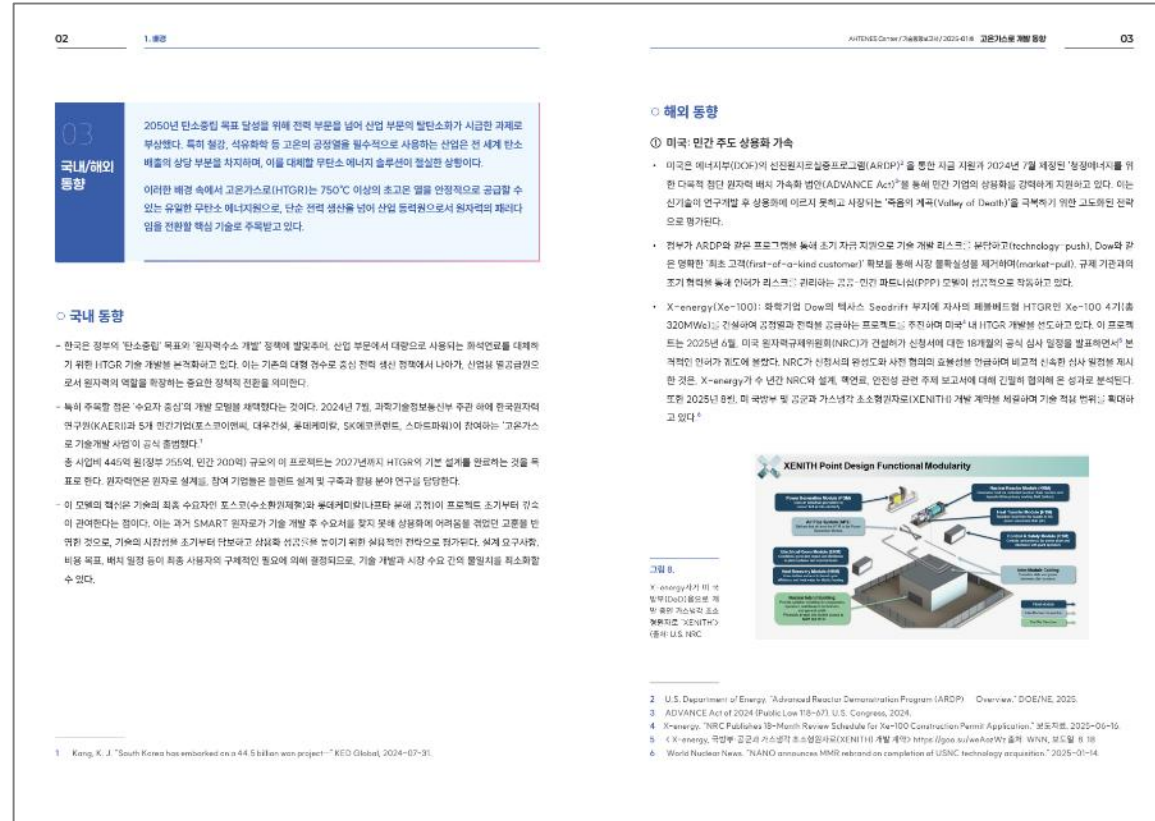 02
1. 배경
03
국내/해외
동향
2050년 탄소중립 목표 달성을 위해 전력 부문을 넘어 산업 부문의 탈탄소화가 시급한 과제로
부상했다. 특히 철강, 석유화학 등 고온의 공정열을 필수적으로 사용하는 산업은 전 세계 탄소
배출의 상당 부분을 차지하며, 이를 대체할 무탄소 에너지 솔루션이 절실한 상황이다.
이러한 배경 속에서 고온가스로(HTGR)는 750℃ 이상의 초고온 열을 안정적으로 공급할 수
있는 유일한 무탄소 에너지원으로, 단순 전력 생산을 넘어 산업 동력원으로서 원자력의 패러다
임을 전환할 핵심 기술로 주목받고 있다.
○ 국내 동향
- 한국은 정부의 '탄소중립' 목표와 '원자력수소 개발' 정책에 발맞추어, 산업 부문에서 대량으로 사용되는 화석연료를 대체하
기 위한 HTGR 기술 개발을 본격화하고 있다. 이는 기존의 대형 경수로 중심 전력 생산 정책에서 나아가, 산업용 열공급원으
로서 원자력의 역할을 확장하는 중요한 정책적 전환을 의미한다.
- 특히 주목할 점은 '수요자 중심'의 개발 모델을 채택했다는 것이다. 2024년 7월, 과학기술정보통신부 주관 하에 한국원자력
연구원(KAERI)과 5개 민간기업(포스코이앤씨, 대우건설, 롯데케미칼, SK에코플랜트, 스마트파워)이 참여하는 '고온가스
로 기술개발 사업'이 공식 출범했다.1
총 사업비 445억 원(정부 255억, 민간 200억) 규모의 이 프로젝트는 2027년까지 HTGR의 기본 설계를 완료하는 것을 목
표로 한다. 원자력연은 원자로 설계를, 참여 기업들은 플랜트 설계 및 구축과 활용 분야 연구를 담당한다.
- 이 모델의 핵심은 기술의 최종 수요자인 포스코(수소환원제철)와 롯데케미칼(나프타 분해 공정)이 프로젝트 초기부터 깊숙
이 관여한다는 점이다. 이는 과거 SMART 원자로가 기술 개발 후 수요처를 찾지 못해 상용화에 어려움을 겪었던 교훈을 반
영한 것으로, 기술의 시장성을 초기부터 담보하고 상용화 성공률을 높이기 위한 실용적인 전략으로 평가된다. 설계 요구사항,
비용 목표, 배치 일정 등이 최종 사용자의 구체적인 필요에 의해 결정되므로, 기술 개발과 시장 수요 간의 불일치를 최소화할
수 있다.
1 Kang, K. J. "South Korea has embarked on a 44.5 billion won project—" KED Global, 2024-07-31.
AHTENES Center / 기술동향보고서 / 2025-01호 고온가스로 개발 동향
03
○ 해외 동향
① 미국: 민간 주도 상용화 가속
• 미국은 에너지부(DOE)의 선진원자로실증프로그램(ARDP)2 을 통한 자금 지원과 2024년 7월 제정된 '청정에너지를 위
한 다목적 첨단 원자력 배치 가속화 법안(ADVANCE Act)3'을 통해 민간 기업의 상용화를 강력하게 지원하고 있다. 이는
신기술이 연구개발 후 상용화에 이르지 못하고 사장되는 '죽음의 계곡(Valley of Death)'을 극복하기 위한 고도화된 전략
으로 평가된다.
• 정부가 ARDP와 같은 프로그램을 통해 초기 자금 지원으로 기술 개발 리스크를 분담하고(technology-push), Dow와 같
은 명확한 '최초 고객(first-of-a-kind customer)' 확보를 통해 시장 불확실성을 제거하며(market-pull), 규제 기관과의
조기 협력을 통해 인허가 리스크를 관리하는 공공-민간 파트너십(PPP) 모델이 성공적으로 작동하고 있다.
• X-energy(Xe-100): 화학기업 Dow의 텍사스 Seadrift 부지에 자사의 페블베드형 HTGR인 Xe-100 4기(총
320MWe)를 건설하여 공정열과 전력을 공급하는 프로젝트를 추진하며 미국4 내 HTGR 개발을 선도하고 있다. 이 프로젝
트는 2025년 6월, 미국 원자력규제위원회(NRC)가 건설허가 신청서에 대한 18개월의 공식 심사 일정을 발표하면서5 본
격적인 인허가 궤도에 올랐다. NRC가 신청서의 완성도와 사전 협의의 효율성을 언급하며 비교적 신속한 심사 일정을 제시
한 것은, X-energy가 수 년간 NRC와 설계, 핵연료, 안전성 관련 주제 보고서에 대해 긴밀히 협의해 온 성과로 분석된다.
또한 2025년 8월, 미 국방부 및 공군과 가스냉각 초소형원자로(XENITH) 개발 계약을 체결하며 기술 적용 범위를 확대하
고 있다.6
XENITH Point Design Functional Modularity
그림 8.
X-energy사가 미 국
방부(DoD)용으로 개
발 중인 가스냉각 초소
형원자로 'XENITH'>
(출처: U.S. NRC
2 U.S. Department of Energy. "Advanced Reactor Demonstration Program (ARDP) Overview." DOE/NE, 2025.
3 ADVANCE Act of 2024 (Public Law 118-67). U.S. Congress, 2024.
4 X-energy. "NRC Publishes 18-Month Review Schedule for Xe-100 Construction Permit Application." 보도자료, 2025-06-16.
5 < X-energy, 국방부·공군과 가스냉각 초소형원자로(XENITH) 개발 계약> 출처: WNN, 보도일: 8. 18
6 World Nuclear News. "NANO announces MMR rebrand on completion of USNC technology acquisition." 2025-01-14.